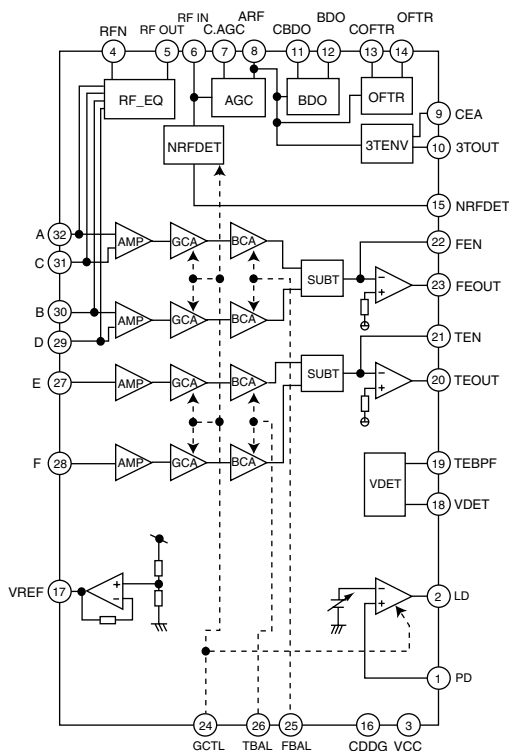 RFN RF OUT RF IN C.AGC ARF CBDO BDO COFTR OFTR
4 5 6 7 8 11 12 13 14
RF_EQ AGC BDO OFTR
9 CEA
NRFDET 3TENV 10 3TOUT
15 NRFDET
A 32 AMP GCA BCA 22 FEN
C 31 SUBT − + 23 FEOUT
B 30 AMP GCA BCA
D 29 21 TEN
E 27 AMP GCA BCA SUBT − + 20 TEOUT
F 28 AMP GCA BCA VDET 19 TEBPF
18 VDET
VREF 17 + − − + 2 LD
1 PD
24 26 25 16 3
GCTL TBAL FBAL CDDG VCC